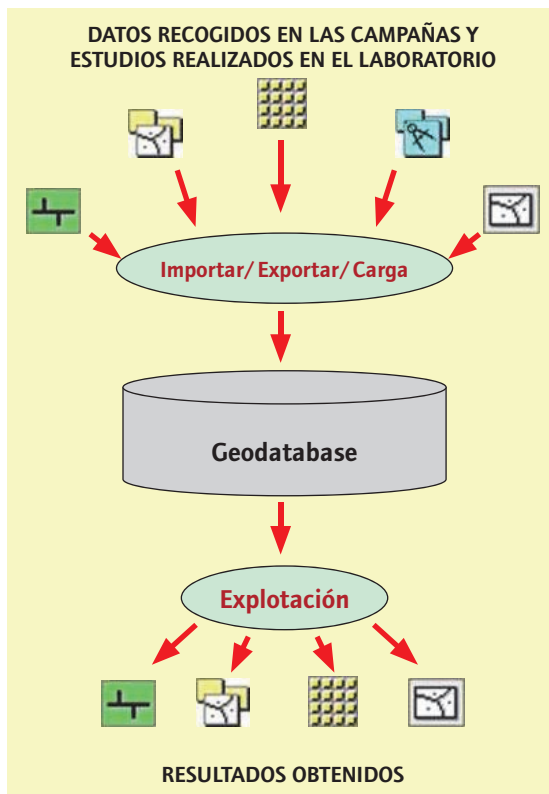 DATOS RECOGIDOS EN LAS CAMPAÑAS Y
ESTUDIOS REALIZADOS EN EL LABORATORIO
Importar/Exportar/Carga
Geodatabase
Explotación
RESULTADOS OBTENIDOS